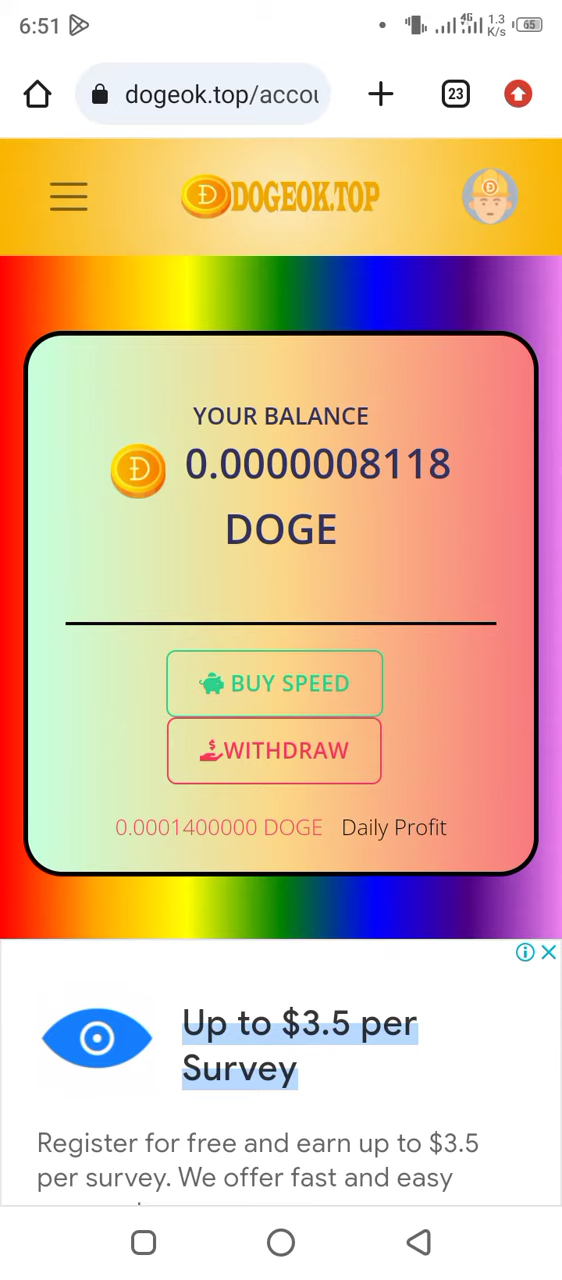 6:51
4G
1.3
K/s
65
dogeok.top/accou
23
DOGEOK.TOP
YOUR BALANCE
0.0000008118
DOGE
BUY SPEED
WITHDRAW
0.0001400000 DOGE Daily Profit
Up to $3.5 per
Survey
Register for free and earn up to $3.5
per survey. We offer fast and easy